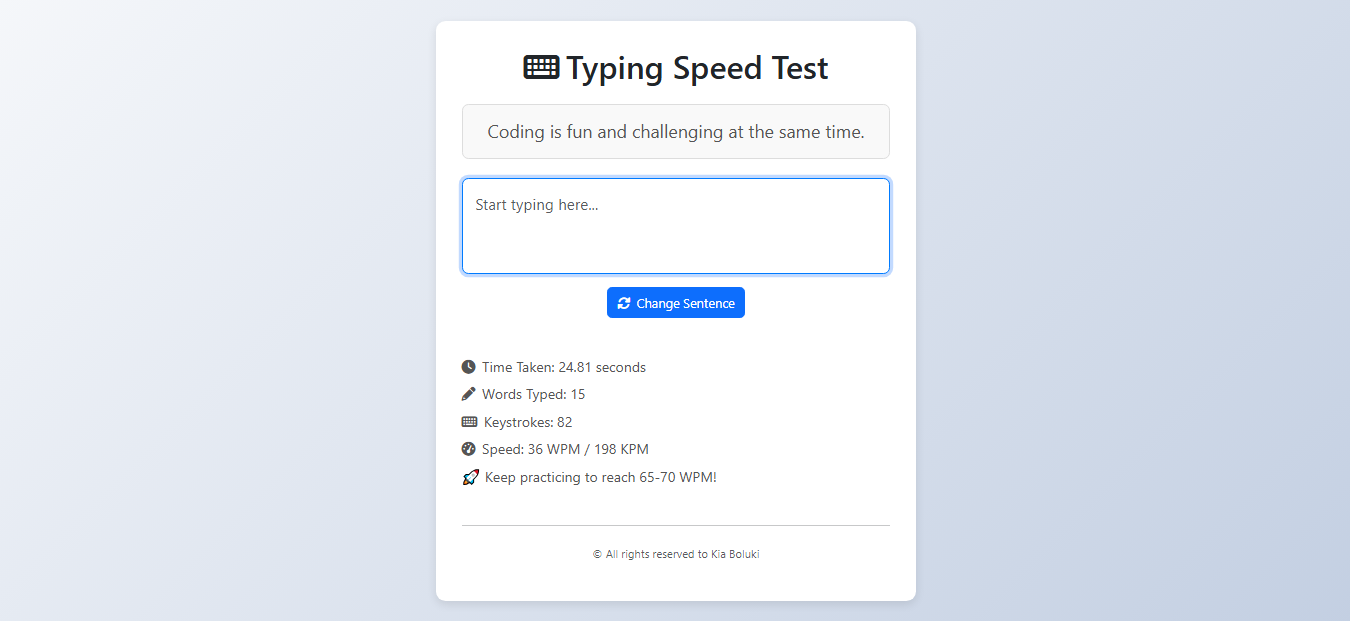 Typing Speed Test
Coding is fun and challenging at the same time.
Start typing here...
Change Sentence
Time Taken: 24.81 seconds
Words Typed: 15
Keystrokes: 82
Speed: 36 WPM / 198 KPM
🚀 Keep practicing to reach 65-70 WPM!
© All rights reserved to Kia Boluki